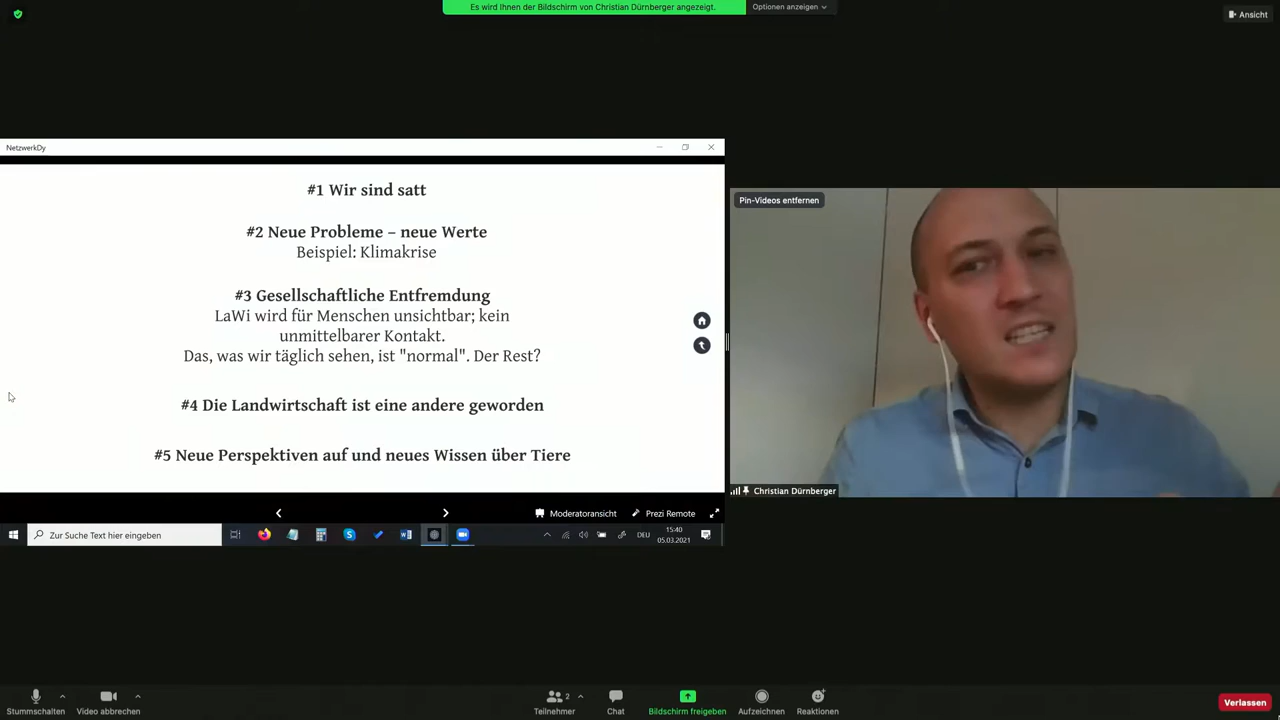 Es wird Ihnen der Bildschirm von Christian Dürnberger angezeigt.
Optionen anzeigen
Ansicht
NetzwerkDy
#1 Wir sind satt
#2 Neue Probleme – neue Werte
Beispiel: Klimakrise
#3 Gesellschaftliche Entfremdung
LaWi wird für Menschen unsichtbar; kein
unmittelbarer Kontakt.
Das, was wir täglich sehen, ist "normal". Der Rest?
#4 Die Landwirtschaft ist eine andere geworden
#5 Neue Perspektiven auf und neues Wissen über Tiere
Moderatoransicht
Prezi Remote
Zur Suche Text hier eingeben
DEU
15:40
05.03.2021
Pin-Videos entfernen
Christian Dürnberger
Stummschalten
Video abbrechen
2
Teilnehmer
Chat
Bildschirm freigeben
Aufzeichnen
Reaktionen
Verlassen